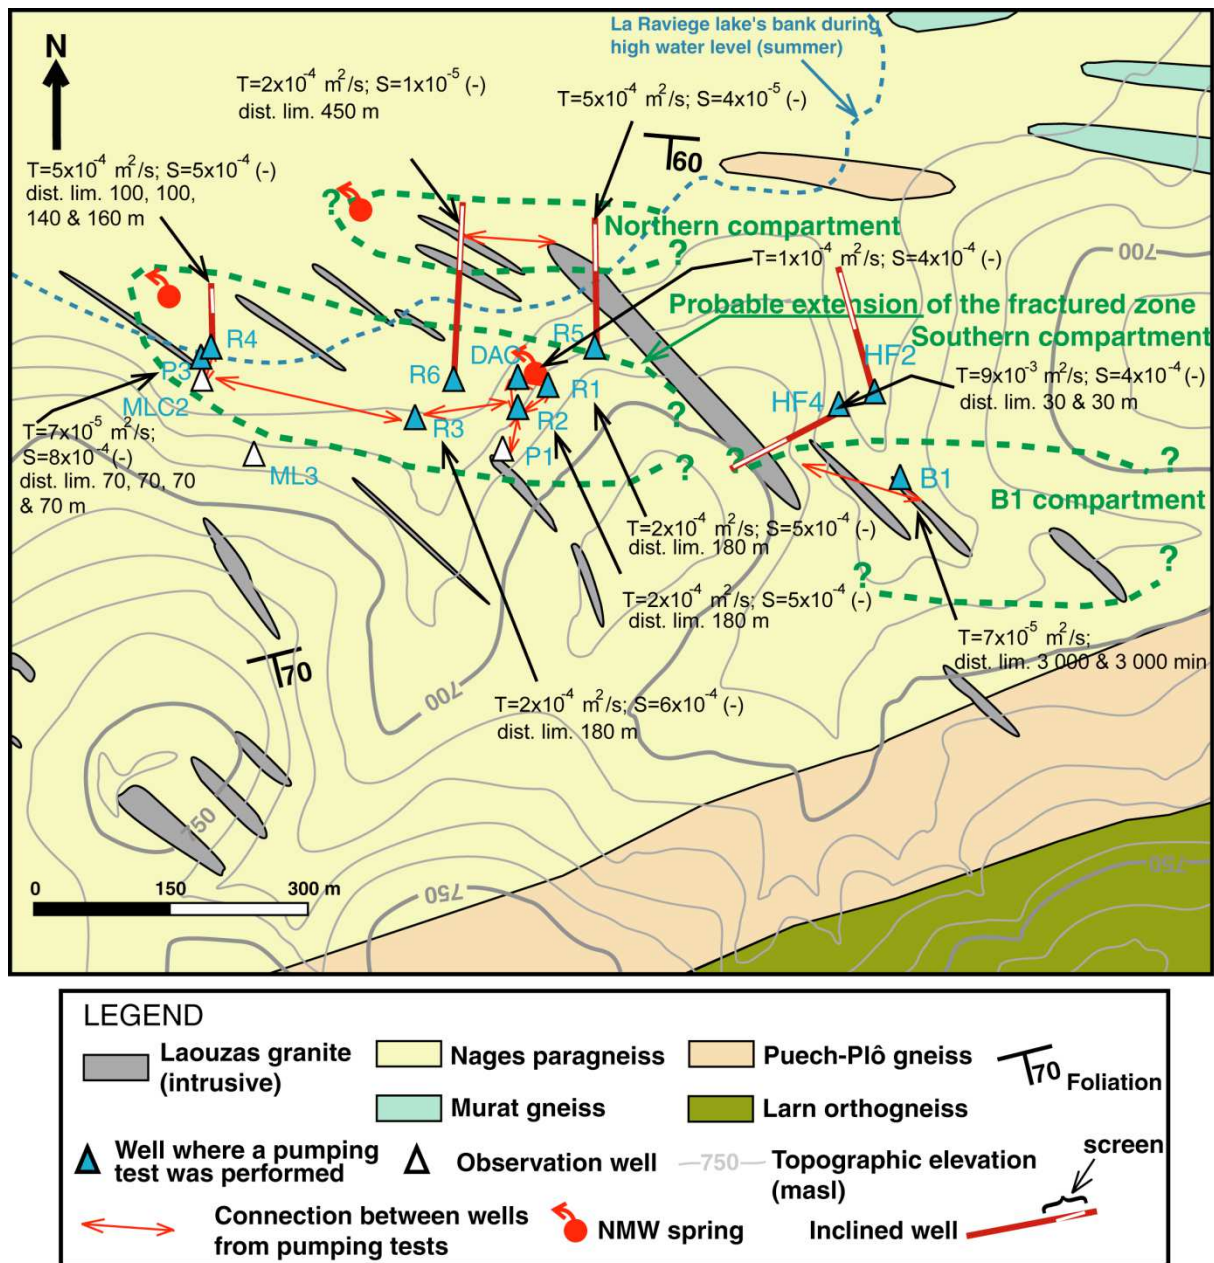 La Raviege lake's bank during
high water level (summer)
N
T=2x10⁻⁴ m²/s; S=1x10⁻⁵ (-)
dist. lim. 450 m
T=5x10⁻⁴ m²/s; S=4x10⁻⁵ (-)
60
T=5x10⁻⁴ m²/s; S=5x10⁻⁴ (-)
dist. lim. 100, 100,
140 & 160 m
?
Northern compartment
?
700
T=1x10⁻⁴ m²/s; S=4x10⁻⁴ (-)
Probable extension of the fractured zone
Southern compartment
R4
R5
DAC
HF2
P3
R6
R1
T=9x10⁻³ m²/s; S=4x10⁻⁴ (-)
dist. lim. 30 & 30 m
MLC2
HF4
?
R3
R2
T=7x10⁻⁵ m²/s;
S=8x10⁻⁴(-)
dist. lim. 70, 70, 70
& 70 m
ML3
P1
?
?
?
B1
B1 compartment
T=2x10⁻⁴ m²/s; S=5x10⁻⁴ (-)
dist. lim. 180 m
?
?
T=2x10⁻⁴ m²/s; S=5x10⁻⁴ (-)
dist. lim. 180 m
T=7x10⁻⁵ m²/s;
dist. lim. 3 000 & 3 000 min
70
700
T=2x10⁻⁴ m²/s; S=6x10⁻⁴ (-)
dist. lim. 180 m
750
750
750
0 150 300 m
LEGEND
Laouzas granite
(intrusive)
Nages paragneiss
Puech-Plô gneiss
70 Foliation
Murat gneiss
Larn orthogneiss
Well where a pumping
test was performed
Observation well
750
Topographic elevation
(masl)
screen
Connection between wells
from pumping tests
NMW spring
Inclined well